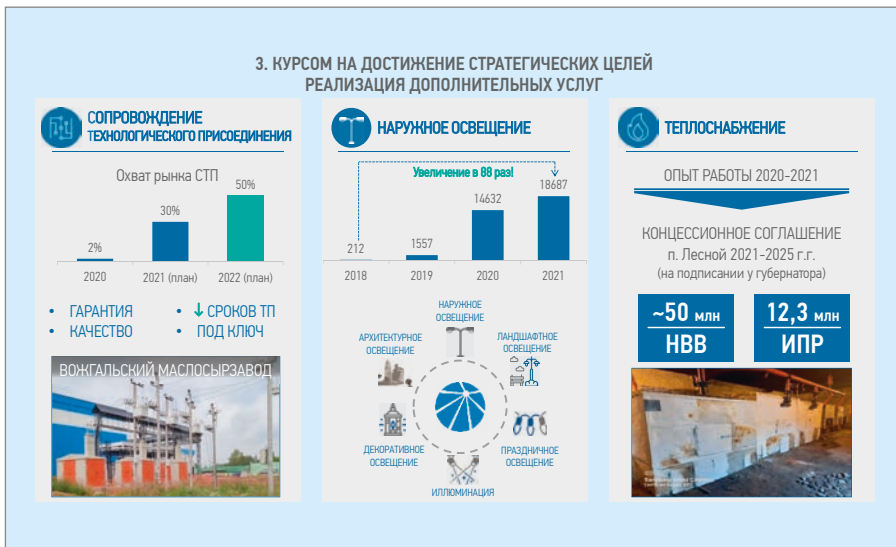 3. КУРСОМ НА ДОСТИЖЕНИЕ СТРАТЕГИЧЕСКИХ ЦЕЛЕЙ
РЕАЛИЗАЦИЯ ДОПОЛНИТЕЛЬНЫХ УСЛУГ
СОПРОВОЖДЕНИЕ
ТЕХНОЛОГИЧЕСКОГО ПРИСОЕДИНЕНИЯ
Охват рынка СТП
50%
30%
2%
2020
2021 (план)
2022 (план)
• ГАРАНТИЯ
• КАЧЕСТВО
• ↓ СРОКОВ ТП
• ПОД КЛЮЧ
ВОЖГАЛЬСКИЙ МАСЛОСЫРЗАВОД
НАРУЖНОЕ ОСВЕЩЕНИЕ
Увеличение в 88 раз!
18687
14632
1557
212
2018
2019
2020
2021
НАРУЖНОЕ
ОСВЕЩЕНИЕ
АРХИТЕКТУРНОЕ
ОСВЕЩЕНИЕ
ЛАНДШАФТНОЕ
ОСВЕЩЕНИЕ
ДЕКОРАТИВНОЕ
ОСВЕЩЕНИЕ
ПРАЗДНИЧНОЕ
ОСВЕЩЕНИЕ
ИЛЛЮМИНАЦИЯ
ТЕПЛОСНАБЖЕНИЕ
ОПЫТ РАБОТЫ 2020-2021
КОНЦЕССИОННОЕ СОГЛАШЕНИЕ
п. Лесной 2021-2025 г.г.
(на подписании у губернатора)
~50 млн
НВВ
12,3 млн
ИПР